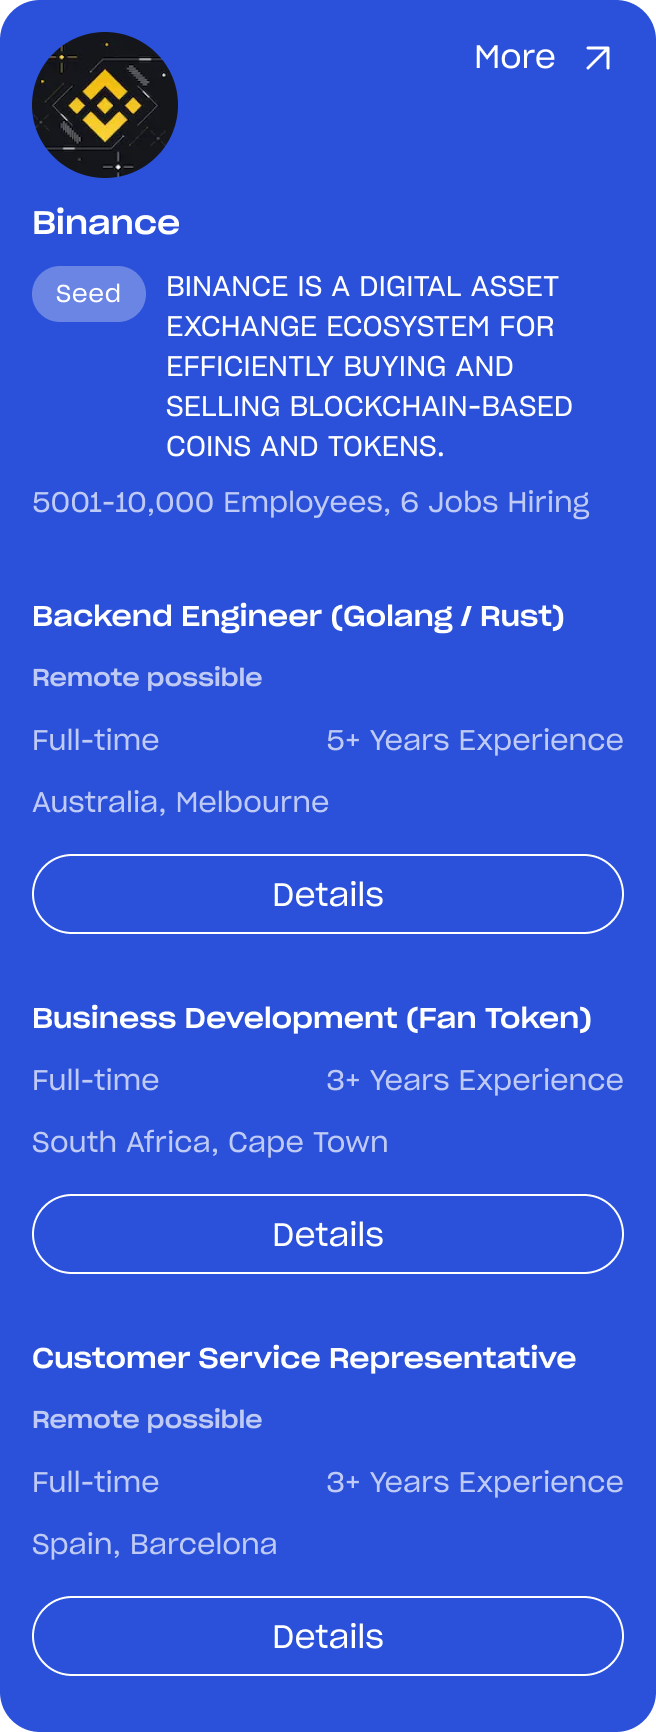 More
Binance
Seed
BINANCE IS A DIGITAL ASSET
EXCHANGE ECOSYSTEM FOR
EFFICIENTLY BUYING AND
SELLING BLOCKCHAIN-BASED
COINS AND TOKENS.
5001-10,000 Employees, 6 Jobs Hiring
Backend Engineer (Golang / Rust)
Remote possible
Full-time 5+ Years Experience
Australia, Melbourne
Details
Business Development (Fan Token)
Full-time 3+ Years Experience
South Africa, Cape Town
Details
Customer Service Representative
Remote possible
Full-time 3+ Years Experience
Spain, Barcelona
Details